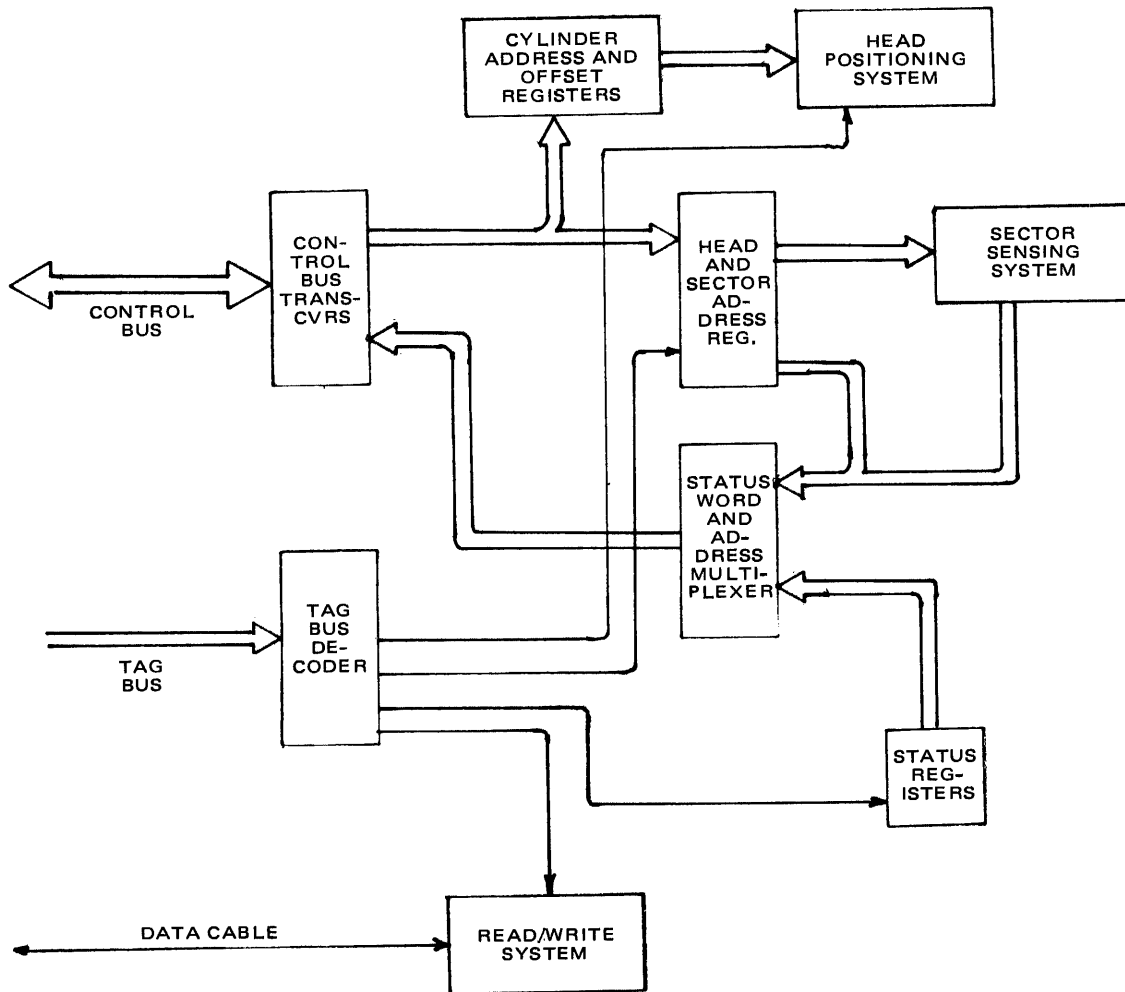 CYLINDER
ADDRESS AND
OFFSET
REGISTERS
HEAD
POSITIONING
SYSTEM
CON-
TROL
BUS
TRANS-
CVRS
HEAD
AND
SECTOR
AD-
DRESS
REG.
SECTOR
SENSING
SYSTEM
CONTROL
BUS
STATUS
WORD
AND
AD-
DRESS
MULTI-
PLEXER
TAG
BUS
DE-
CODER
TAG
BUS
STATUS
REG-
ISTERS
DATA CABLE
READ/WRITE
SYSTEM